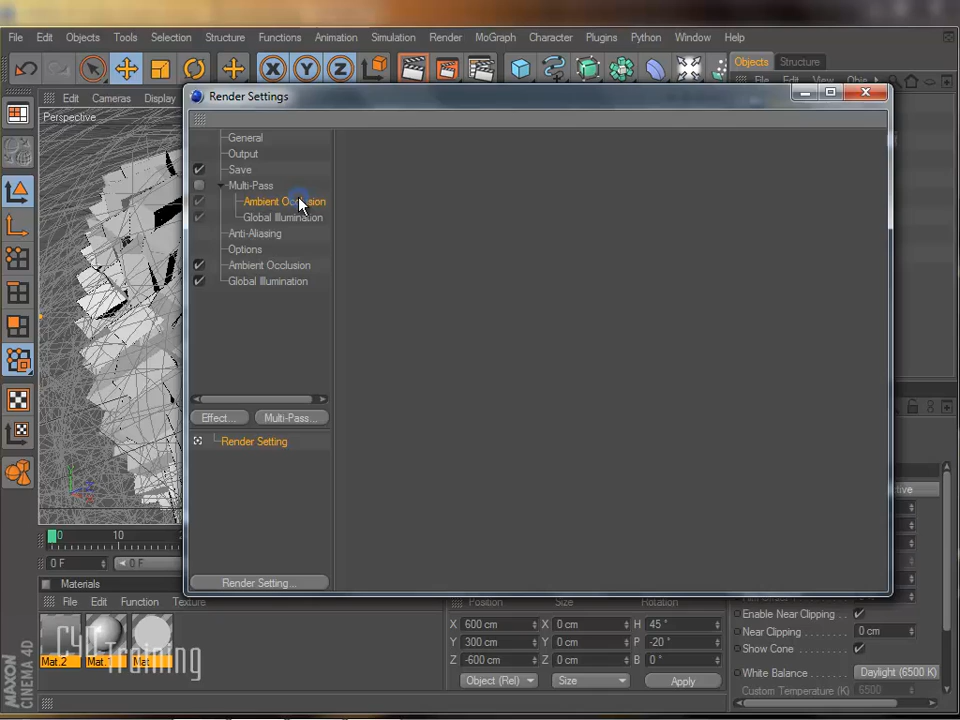 File Edit Objects Tools Selection Structure Functions Animation Simulation Render MoGraph Character Plugins Python Window Help
Objects Structure
Edit Cameras Display
Render Settings
Perspective
General
Output
Save
Multi-Pass
Ambient Occlusion
Global Illumination
Anti-Aliasing
Options
Ambient Occlusion
Global Illumination
Effect... Multi-Pass...
Render Setting
Render Setting...
0 10
0 F 0 F
Materials
File Edit Function Texture
Mat.2 Mat.1 Mat
C4D Training
MAXON CINEMA 4D
Position Size Rotation
X 600 cm X 0 cm H 45 °
Y 300 cm Y 0 cm P -20 °
Z -600 cm Z 0 cm B 0 °
Object (Rel) Size Apply
Enable Near Clipping
Near Clipping 0 cm
Show Cone
White Balance Daylight (6500 K)
Custom Temperature (K) 6500